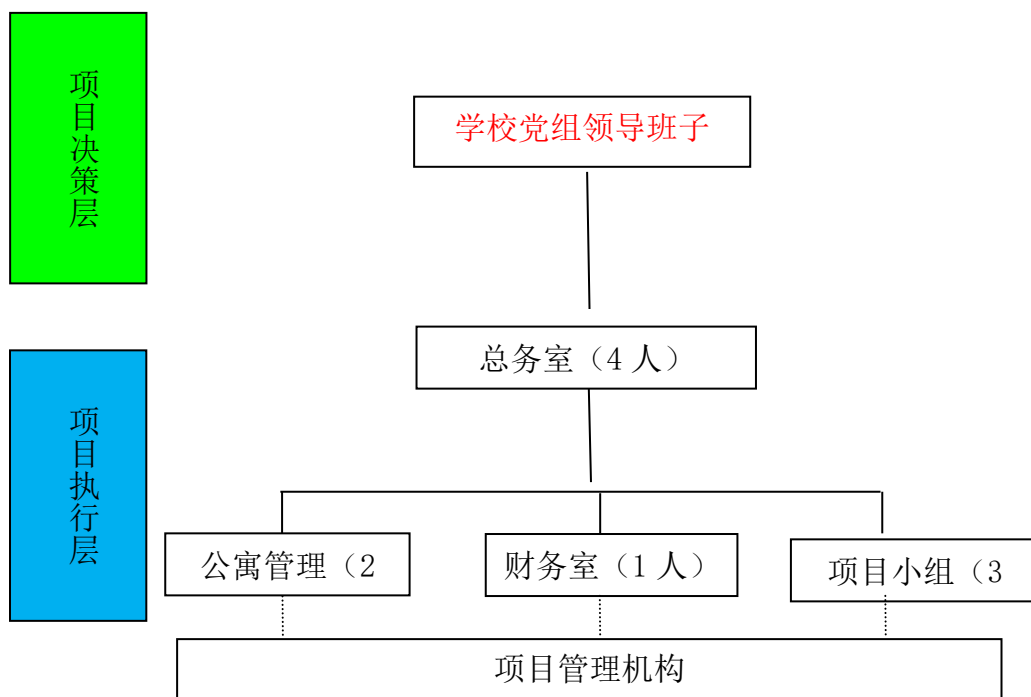 项目决策层
学校党组领导班子
总务室（4 人）
项目执行层
公寓管理（2
财务室（1 人）
项目小组（3
项目管理机构